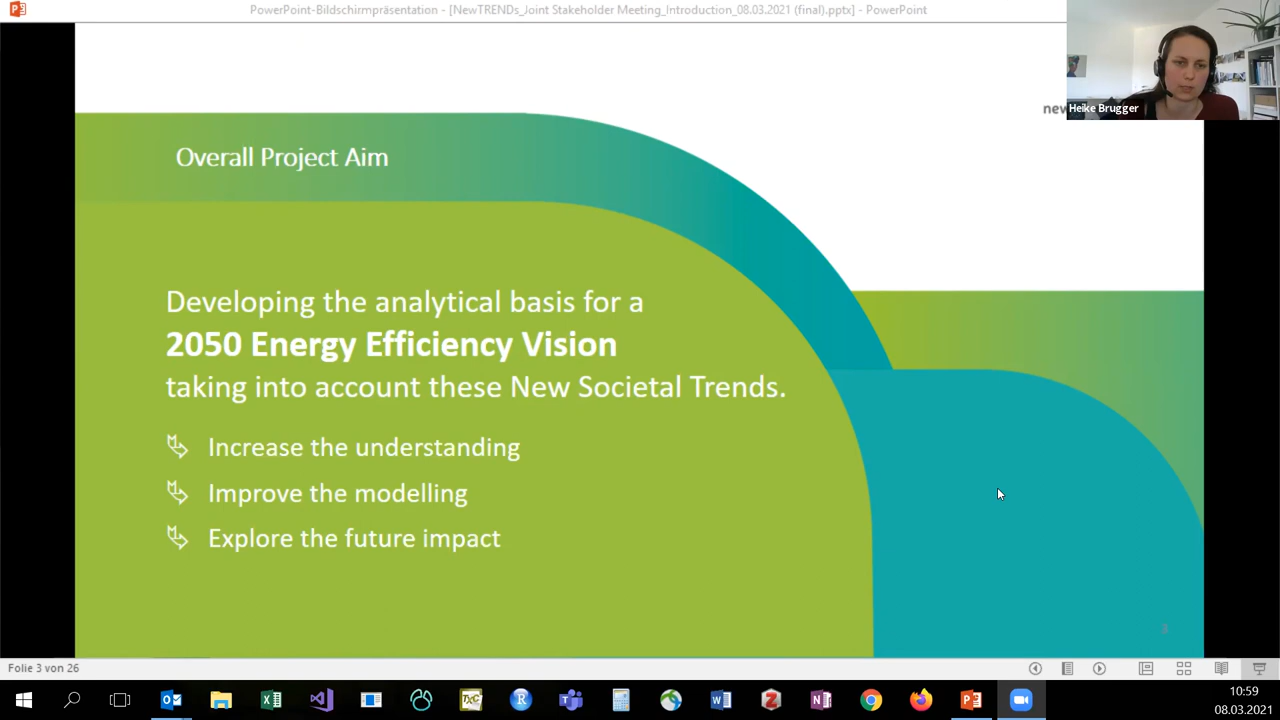 PowerPoint-Bildschirmpräsentation - [NewTRENDs_Joint Stakeholder Meeting_Introduction_08.03.2021 (final).pptx] - PowerPoint
Heike Brugger
Overall Project Aim
Developing the analytical basis for a
2050 Energy Efficiency Vision
taking into account these New Societal Trends.
Increase the understanding
Improve the modelling
Explore the future impact
3
Folie 3 von 26
10:59
08.03.2021